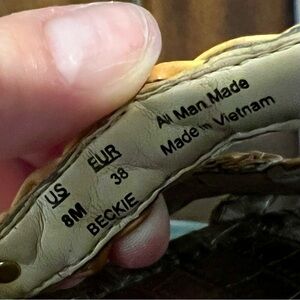 US EUR
8M 38
BECKIE
All Man Made
Made in Vietnam